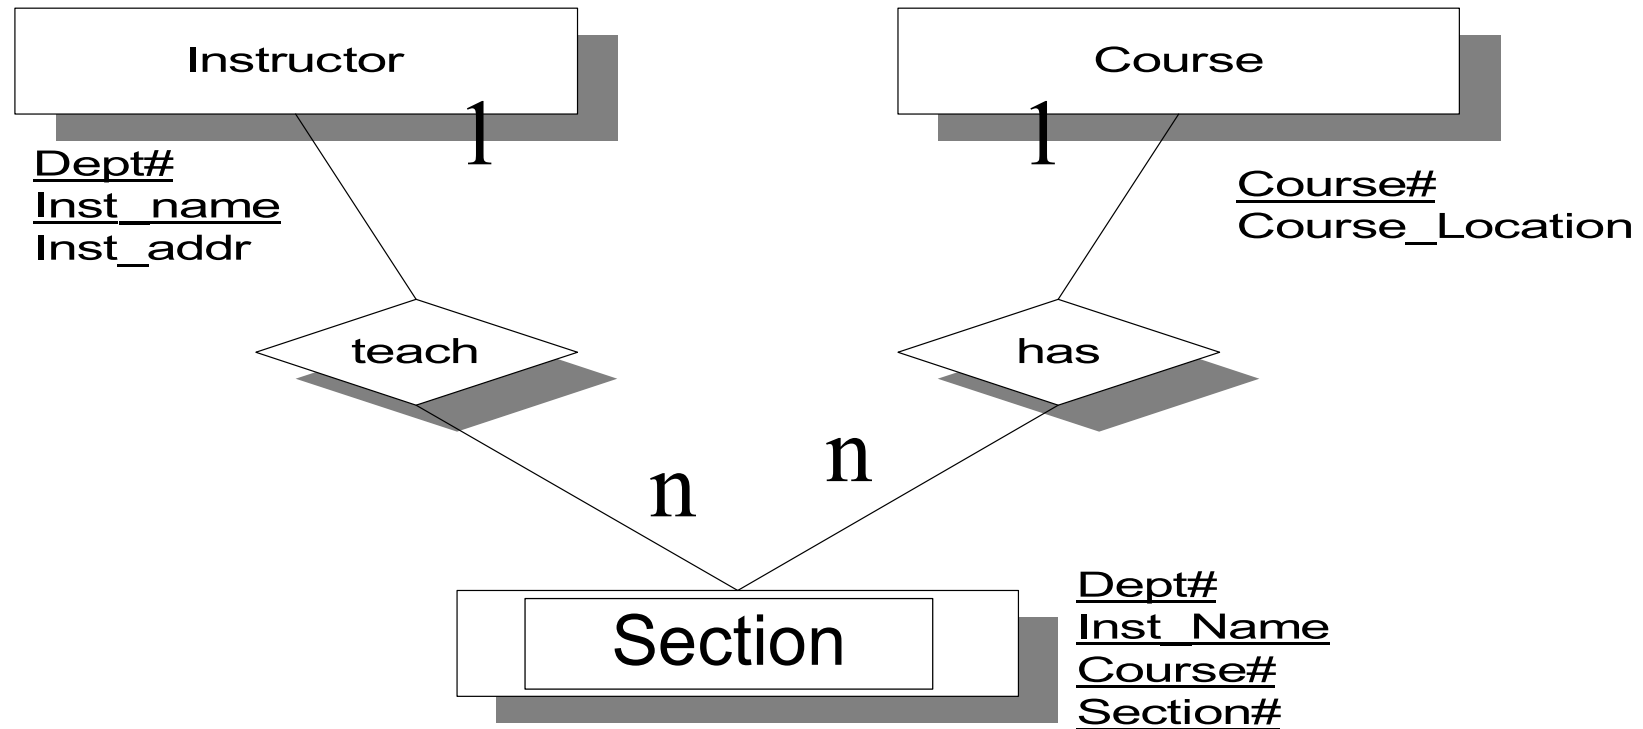 Instructor
Course
1
1
Dept#
Inst_name
Inst_addr
Course#
Course_Location
teach
has
n
n
Section
Dept#
Inst_Name
Course#
Section#